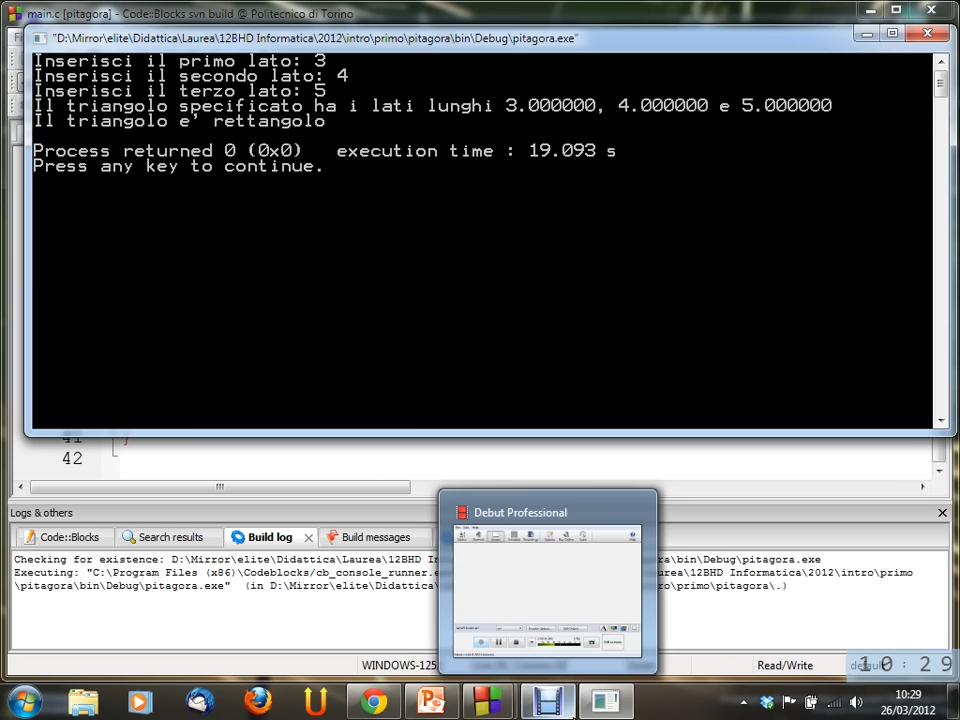 main.c [pitagora] - Code::Blocks svn build @ Politecnico di Torino
"D:\Mirror\elite\Didattica\Laurea\12BHD Informatica\2012\intro\primo\pitagora\bin\Debug\pitagora.exe"
Inserisci il primo lato: 3
Inserisci il secondo lato: 4
Inserisci il terzo lato: 5
Il triangolo specificato ha i lati lunghi 3.000000, 4.000000 e 5.000000
Il triangolo e' rettangolo
Process returned 0 (0x0)   execution time : 19.093 s
Press any key to continue.
41 }
42
Logs & others
Debut Professional
Code::Blocks Search results Build log Build messages
Checking for existence: D:\Mirror\elite\Didattica\Laurea\12BHD In ra\bin\Debug\pitagora.exe
Executing: "C:\Program Files (x86)\Codeblocks/cb_console_runner.e urea\12BHD Informatica\2012\intro\primo
\pitagora\bin\Debug\pitagora.exe"  (in D:\Mirror\elite\Didattica ro\primo\pitagora\.)
WINDOWS-125 Read/Write default
10:29
10:29
26/03/2012